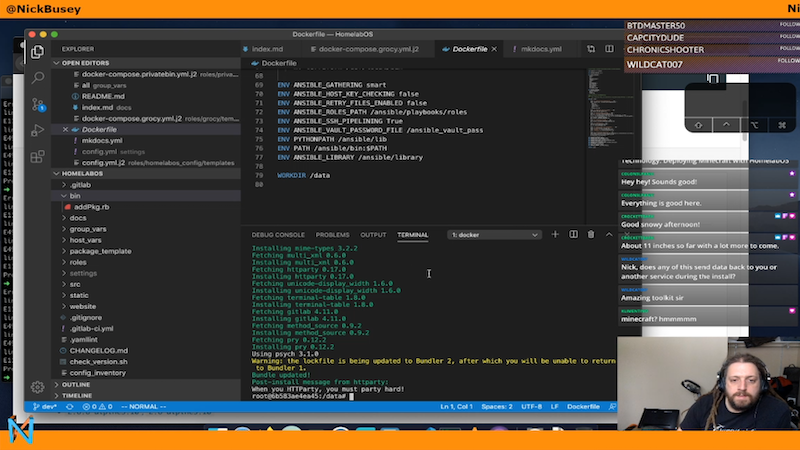 @NickBusey
Ni
Dockerfile — HomelabOS
EXPLORER
OPEN EDITORS
docker-compose.privatebin.yml.j2 roles/priv...
all group_vars
README.md
index.md docs
docker-compose.grocy.yml.j2 roles/grocy/te...
Dockerfile
mkdocs.yml
config.yml settings
config.yml.j2 roles/homelabos_config/templates
HOMELABOS
.gitlab
bin
addPkg.rb
docs
group_vars
host_vars
package_template
roles
settings
src
static
website
.gitignore
.gitlab-ci.yml
.yamllint
CHANGELOG.md
check_version.sh
config_inventory
OUTLINE
TIMELINE
index.md
docker-compose.grocy.yml.j2
Dockerfile
mkdocs.yml
Dockerfile
68
69 ENV ANSIBLE_GATHERING smart
70 ENV ANSIBLE_HOST_KEY_CHECKING false
71 ENV ANSIBLE_RETRY_FILES_ENABLED false
72 ENV ANSIBLE_ROLES_PATH /ansible/playbooks/roles
73 ENV ANSIBLE_SSH_PIPELINING True
74 ENV ANSIBLE_VAULT_PASSWORD_FILE /ansible_vault_pass
75 ENV PYTHONPATH /ansible/lib
76 ENV PATH /ansible/bin:$PATH
77 ENV ANSIBLE_LIBRARY /ansible/library
78
79 WORKDIR /data
80
DEBUG CONSOLE PROBLEMS OUTPUT TERMINAL 1: docker
Installing mime-types 3.2.2
Fetching multi_xml 0.6.0
Installing multi_xml 0.6.0
Fetching httparty 0.17.0
Installing httparty 0.17.0
Fetching unicode-display_width 1.6.0
Installing unicode-display_width 1.6.0
Fetching terminal-table 1.8.0
Installing terminal-table 1.8.0
Fetching gitlab 4.11.0
Installing gitlab 4.11.0
Fetching method_source 0.9.2
Installing method_source 0.9.2
Fetching pry 0.12.2
Installing pry 0.12.2
Using psych 3.1.0
Warning: the lockfile is being updated to Bundler 2, after which you will be unable to return
to Bundler 1.
Bundle updated!
Post-install message from httparty:
When you HTTParty, you must party hard!
root@6b583ae4ea45:/data#
dev* 0 0 -- NORMAL -- Ln 1, Col 1 Spaces: 2 UTF-8 LF Dockerfile
BTDMASTER50 FOLLOW
CAPCITYDUDE FOLLOW
CHRONICSHOOTER FOLLOW
WILDCAT007 FOLLOW
Technology: Deploying Minecraft with HomelabOS
Hey hey! Sounds good!
Everything is good here.
Good snowy afternoon!
About 11 inches so far with a lot more to come.
Nick, does any of this send data back to you or
another service during the install?
Amazing toolkit sir
minecraft? hmmmmm